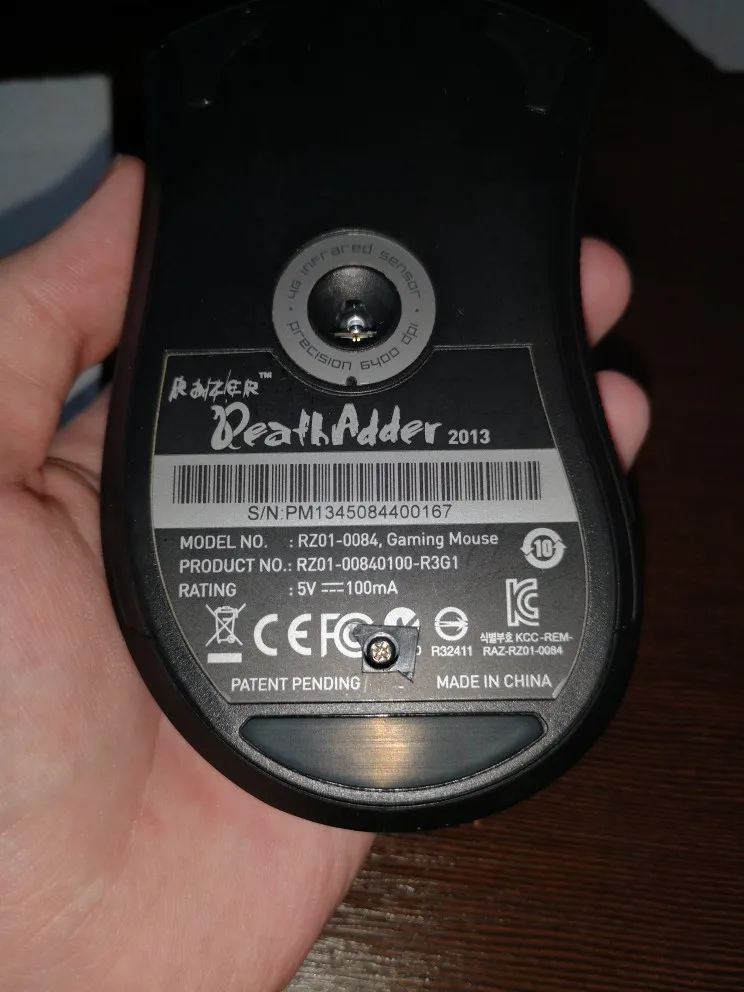 4G infrared sensor
precision 6400 dpi
RAZER™
DeathAdder 2013
S/N:PM1345084400167
MODEL NO. : RZ01-0084, Gaming Mouse
PRODUCT NO.: RZ01-00840100-R3G1
RATING : 5V 100mA
10
CE FC R32411 식별부호 KCC-REM-
RAZ-RZ01-0084
PATENT PENDING MADE IN CHINA